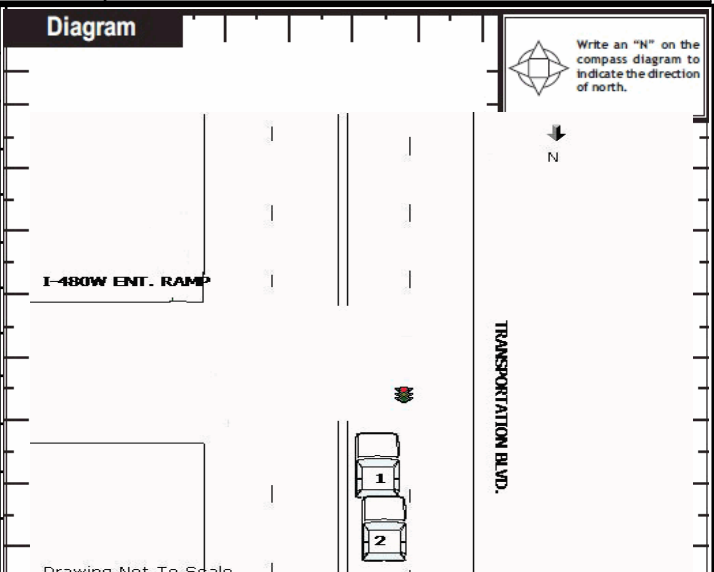 Diagram
Write an “N” on the
compass diagram to
indicate the direction
of north.
N
I-480W ENT. RAMP
TRANSPORTATION BLVD.
1
2
Drawing Not To Scale